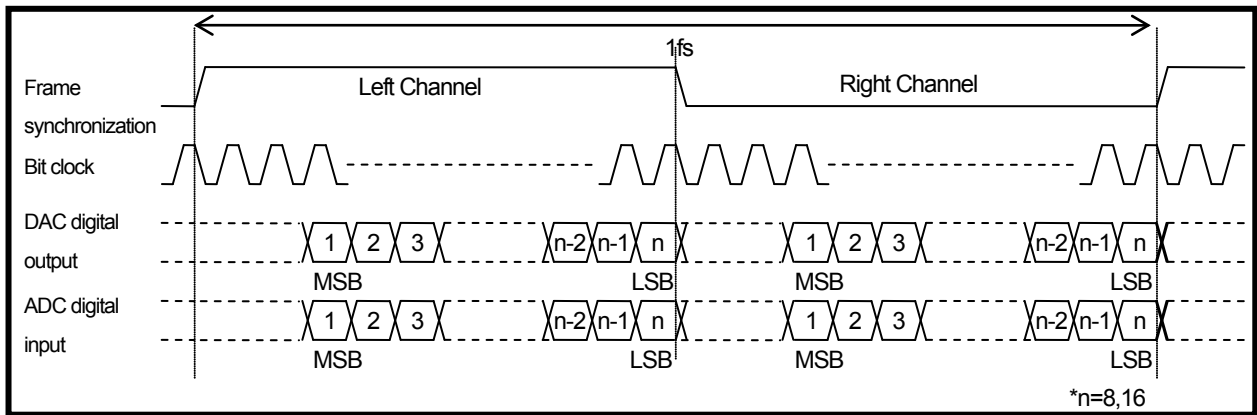 1fs
Frame
synchronization
Left Channel
Right Channel
Bit clock
DAC digital
output
1 2 3 n-2 n-1 n 1 2 3 n-2 n-1 n
MSB LSB MSB LSB
ADC digital
input
1 2 3 n-2 n-1 n 1 2 3 n-2 n-1 n
MSB LSB MSB LSB
*n=8,16